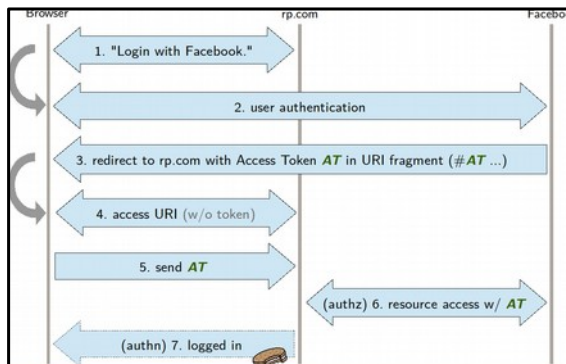 Browser rp.com Facebo
1. "Login with Facebook."
2. user authentication
3. redirect to rp.com with Access Token AT in URI fragment (#AT ...)
4. access URI (w/o token)
5. send AT
(authz) 6. resource access w/ AT
(authn) 7. logged in